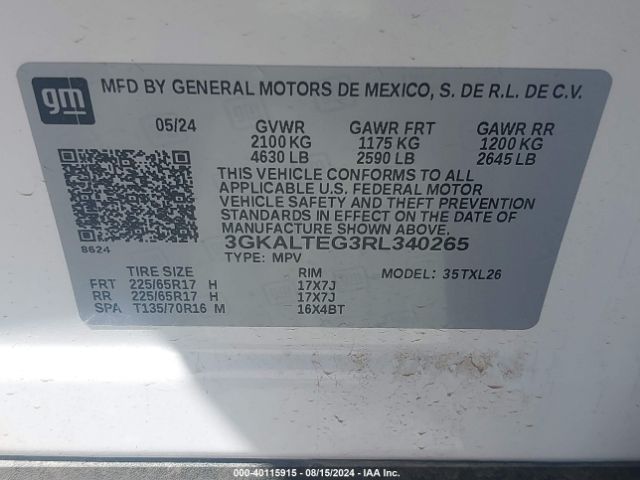 gm
MFD BY GENERAL MOTORS DE MEXICO, S. DE R.L. DE C.V.
05/24 GVWR GAWR FRT GAWR RR
2100 KG 1175 KG 1200 KG
4630 LB 2590 LB 2645 LB
THIS VEHICLE CONFORMS TO ALL
APPLICABLE U.S. FEDERAL MOTOR
VEHICLE SAFETY AND THEFT PREVENTION
STANDARDS IN EFFECT ON THE DATE OF
MANUFACTURE SHOWN ABOVE.
8624
3GKALTEG3RL340265
TYPE: MPV MODEL: 35TXL26
TIRE SIZE RIM
FRT 225/65R17 H 17X7J
RR 225/65R17 H 17X7J
SPA T135/70R16 M 16X4BT
000-40115915 - 08/15/2024 - IAA Inc.